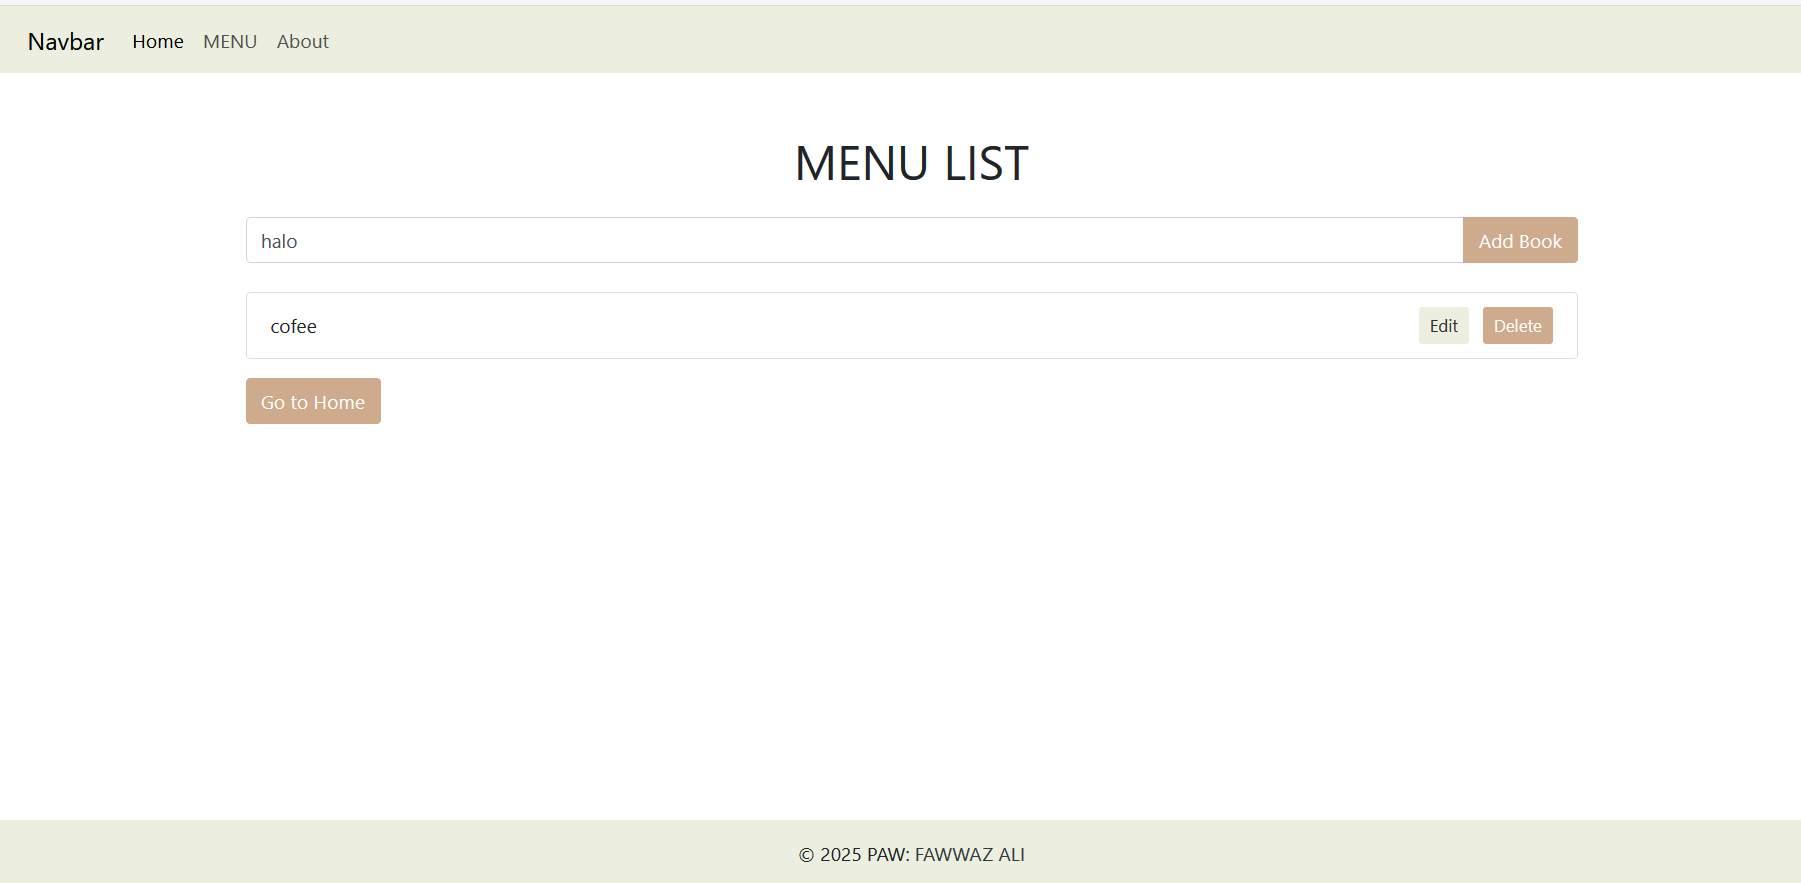 Navbar Home MENU About
MENU LIST
halo Add Book
cofee Edit Delete
Go to Home
© 2025 PAW: FAWWAZ ALI